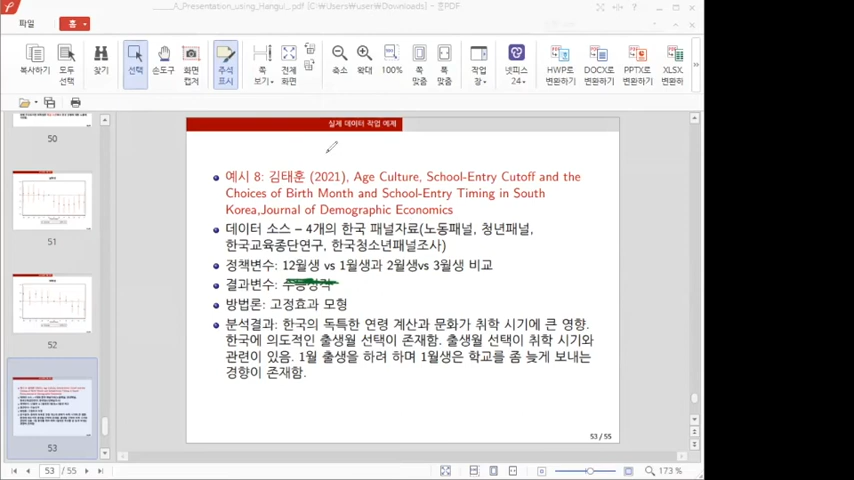 A_Presentation_using_Hangul_.pdf [C:\Users\user\Downloads] - 한PDF
파일
홈
복사하기
모두
선택
찾기
선택
손도구
화면
캡처
주석
표시
쪽
보기
전체
화면
축소
확대
100%
폭
맞춤
쪽
맞춤
작업
창
넷피스
24
HWP로
변환하기
DOCX로
변환하기
PPTX로
변환하기
XLSX.
변환하
50
51
52
53
실제 데이터 작업 예제
예시 8: 김태훈 (2021), Age Culture, School-Entry Cutoff and the
Choices of Birth Month and School-Entry Timing in South
Korea,Journal of Demographic Economics
데이터 소스 – 4개의 한국 패널자료(노동패널, 청년패널,
한국교육종단연구, 한국청소년패널조사)
정책변수: 12월생 vs 1월생과 2월생vs 3월생 비교
결과변수:
방법론: 고정효과 모형
분석결과: 한국의 독특한 연령 계산과 문화가 취학 시기에 큰 영향.
한국에 의도적인 출생월 선택이 존재함. 출생월 선택이 취학 시기와
관련이 있음. 1월 출생을 하려 하며 1월생은 학교를 좀 늦게 보내는
경향이 존재함.
53 / 55
53 / 55
173 %